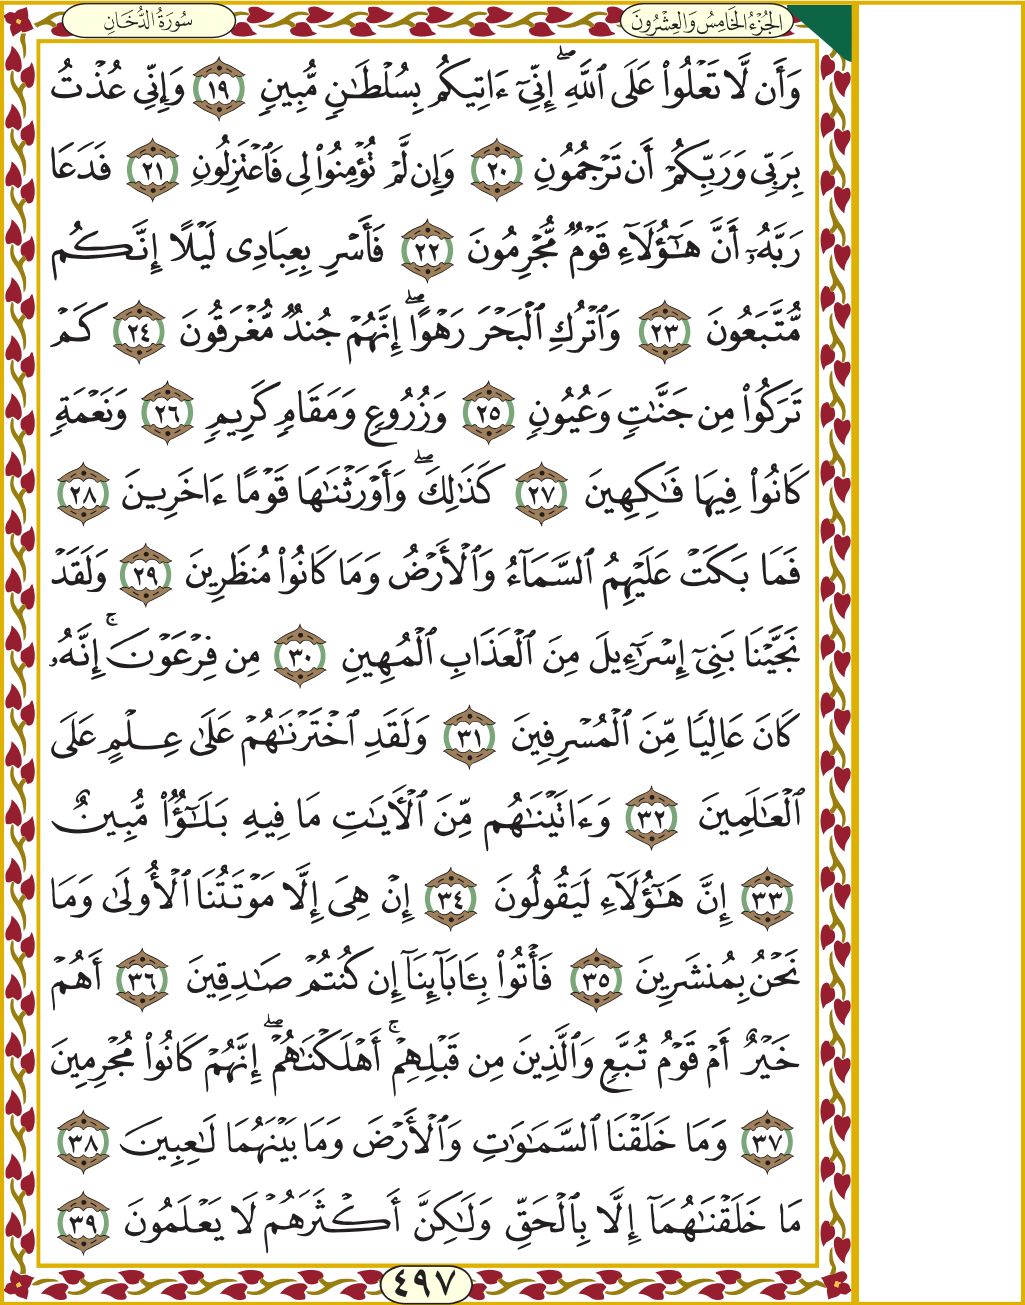 الجُزْءُ الخَامِسُ وَالعِشْرُونَ
سُورَةُ الدُّخَانِ
وَأَن لَّا تَعْلُوا۟ عَلَى ٱللَّهِ ۖ إِنِّىٓ ءَاتِيكُم بِسُلْطَـٰنٍ مُّبِينٍ ١٩ وَإِنِّى عُذْتُ
بِرَبِّى وَرَبِّكُمْ أَن تَرْجُمُونِ ٢٠ وَإِن لَّمْ تُؤْمِنُوا۟ لِى فَٱعْتَزِلُونِ ٢١ فَدَعَا
رَبَّهُۥٓ أَنَّ هَـٰٓؤُلَآءِ قَوْمٌ مُّجْرِمُونَ ٢٢ فَأَسْرِ بِعِبَادِى لَيْلًا إِنَّكُم
مُّتَّبَعُونَ ٢٣ وَٱتْرُكِ ٱلْبَحْرَ رَهْوًا ۖ إِنَّهُمْ جُندٌ مُّغْرَقُونَ ٢٤ كَمْ
تَرَكُوا۟ مِن جَنَّـٰتٍ وَعُيُونٍ ٢٥ وَزُرُوعٍ وَمَقَامٍ كَرِيمٍ ٢٦ وَنَعْمَةٍ
كَانُوا۟ فِيهَا فَـٰكِهِينَ ٢٧ كَذَٰلِكَ ۖ وَأَوْرَثْنَـٰهَا قَوْمًا ءَاخَرِينَ ٢٨
فَمَا بَكَتْ عَلَيْهِمُ ٱلسَّمَآءُ وَٱلْأَرْضُ وَمَا كَانُوا۟ مُنظَرِينَ ٢٩ وَلَقَدْ
نَجَّيْنَا بَنِىٓ إِسْرَٰٓءِيلَ مِنَ ٱلْعَذَابِ ٱلْمُهِينِ ٣٠ مِن فِرْعَوْنَ ۚ إِنَّهُۥ
كَانَ عَالِيًا مِّنَ ٱلْمُسْرِفِينَ ٣١ وَلَقَدِ ٱخْتَرْنَـٰهُمْ عَلَىٰ عِلْمٍ عَلَى
ٱلْعَـٰلَمِينَ ٣٢ وَءَاتَيْنَـٰهُم مِّنَ ٱلْـَٔايَـٰتِ مَا فِيهِ بَلَـٰٓؤٌا۟ مُّبِينٌ
٣٣ إِنَّ هَـٰٓؤُلَآءِ لَيَقُولُونَ ٣٤ إِنْ هِىَ إِلَّا مَوْتَتُنَا ٱلْأُولَىٰ وَمَا
نَحْنُ بِمُنشَرِينَ ٣٥ فَأْتُوا۟ بِـَٔابَآئِنَآ إِن كُنتُمْ صَـٰدِقِينَ ٣٦ أَهُمْ
خَيْرٌ أَمْ قَوْمُ تُبَّعٍ وَٱلَّذِينَ مِن قَبْلِهِمْ ۚ أَهْلَكْنَـٰهُمْ ۖ إِنَّهُمْ كَانُوا۟ مُجْرِمِينَ
٣٧ وَمَا خَلَقْنَا ٱلسَّمَـٰوَٰتِ وَٱلْأَرْضَ وَمَا بَيْنَهُمَا لَـٰعِبِينَ ٣٨
مَا خَلَقْنَـٰهُمَآ إِلَّا بِٱلْحَقِّ وَلَـٰكِنَّ أَكْثَرَهُمْ لَا يَعْلَمُونَ ٣٩
٤٩٧